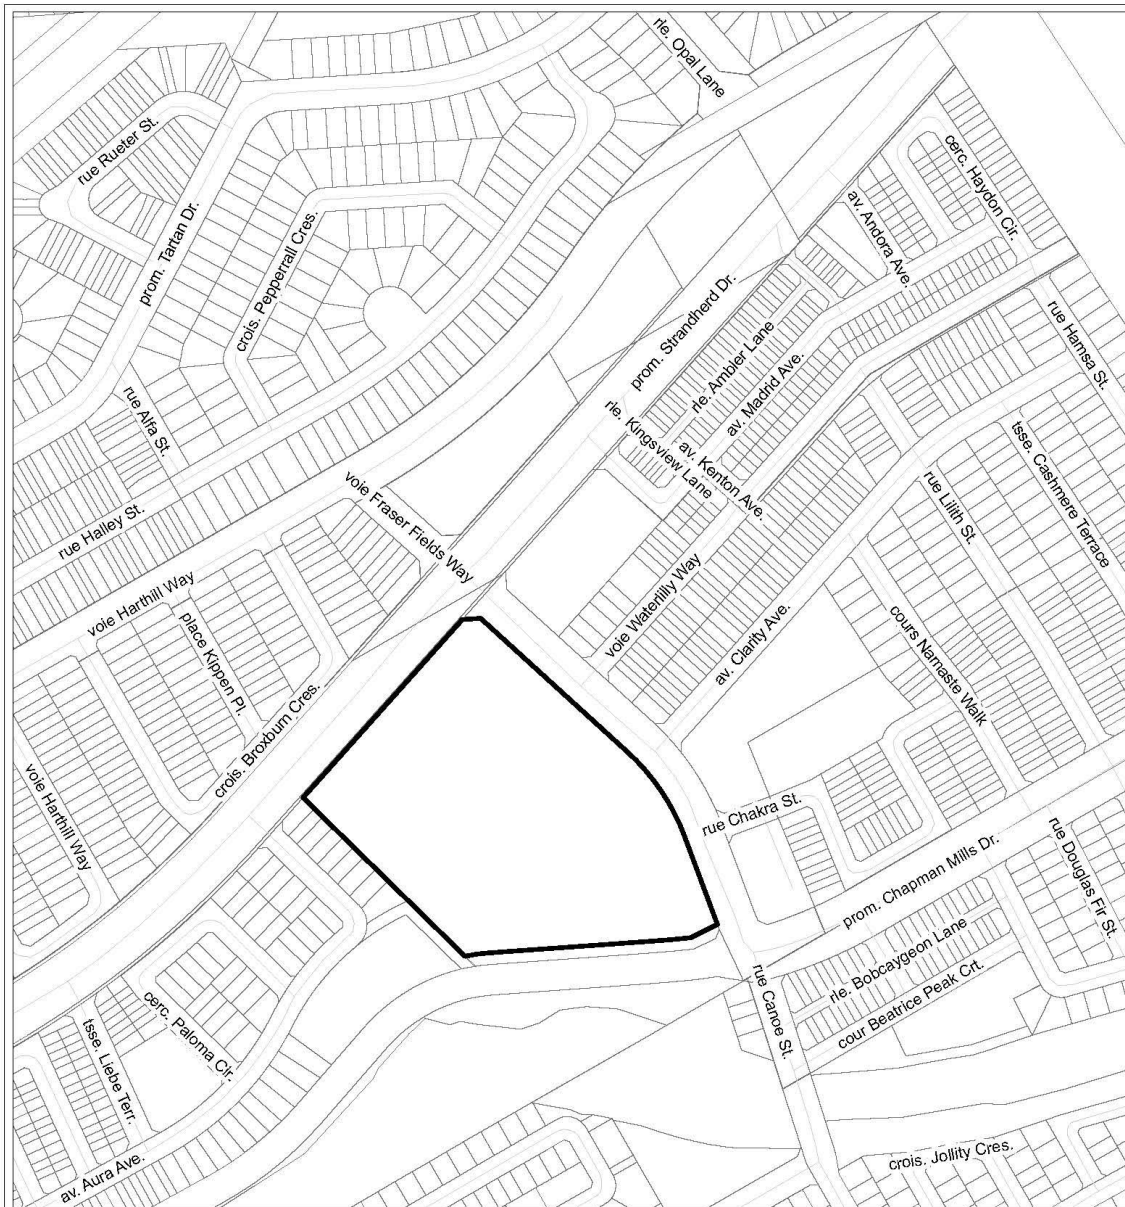 rle. Opal Lane
rue Rueter St.
cerc. Haydon Cir.
prom. Tartan Dr.
av. Andora Ave.
crois. Pepperrall Cres.
prom. Strandherd Dr.
rue Hamsa St.
rle. Ambler Lane
av. Madrid Ave.
rue Alfa St.
rle. Kingsview Lane
av. Kenton Ave.
tsse. Cashmere Terrace
voie Fraser Fields Way
rue Lilith St.
rue Halley St.
voie Harthill Way
voie Waterlilly Way
place Kippen Pl.
av. Clarity Ave.
cours Namaste Walk
crois. Broxburn Cres.
voie Harthill Way
rue Chakra St.
rue Douglas Fir St.
prom. Chapman Mills Dr.
rle. Bobcaygeon Lane
rue Canoe St.
cour Beatrice Peak Crt.
cerc. Paloma Cir.
tsse. Liebe Terr.
crois. Jollity Cres.
av. Aura Ave.